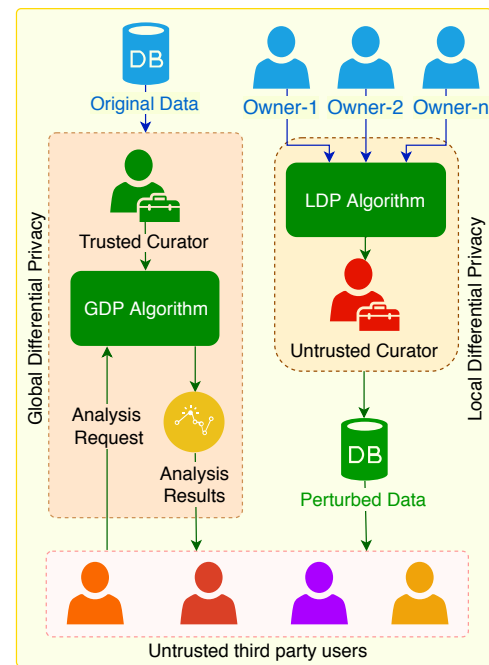 DB
Original Data
Owner-1
Owner-2
Owner-n
Global Differential Privacy
Trusted Curator
GDP Algorithm
Analysis
Request
Analysis
Results
LDP Algorithm
Untrusted Curator
Local Differential Privacy
DB
Perturbed Data
Untrusted third party users